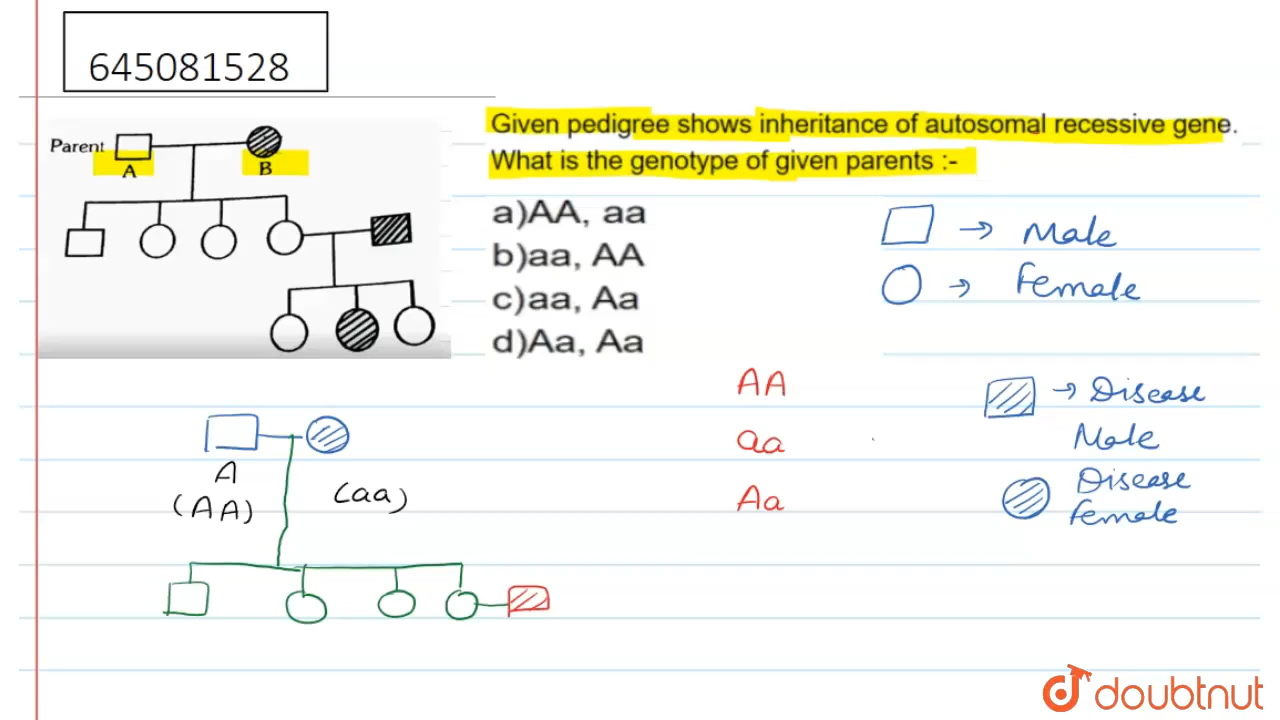 645081528
Given pedigree shows inheritance of autosomal recessive gene.
What is the genotype of given parents :-
Parent
A
B
a)AA, aa
b)aa, AA
c)aa, Aa
d)Aa, Aa
→ Male
→ Female
AA
→ Disease
Male
aa
Disease
Female
Aa
A
(AA)
(aa)
doubtnut